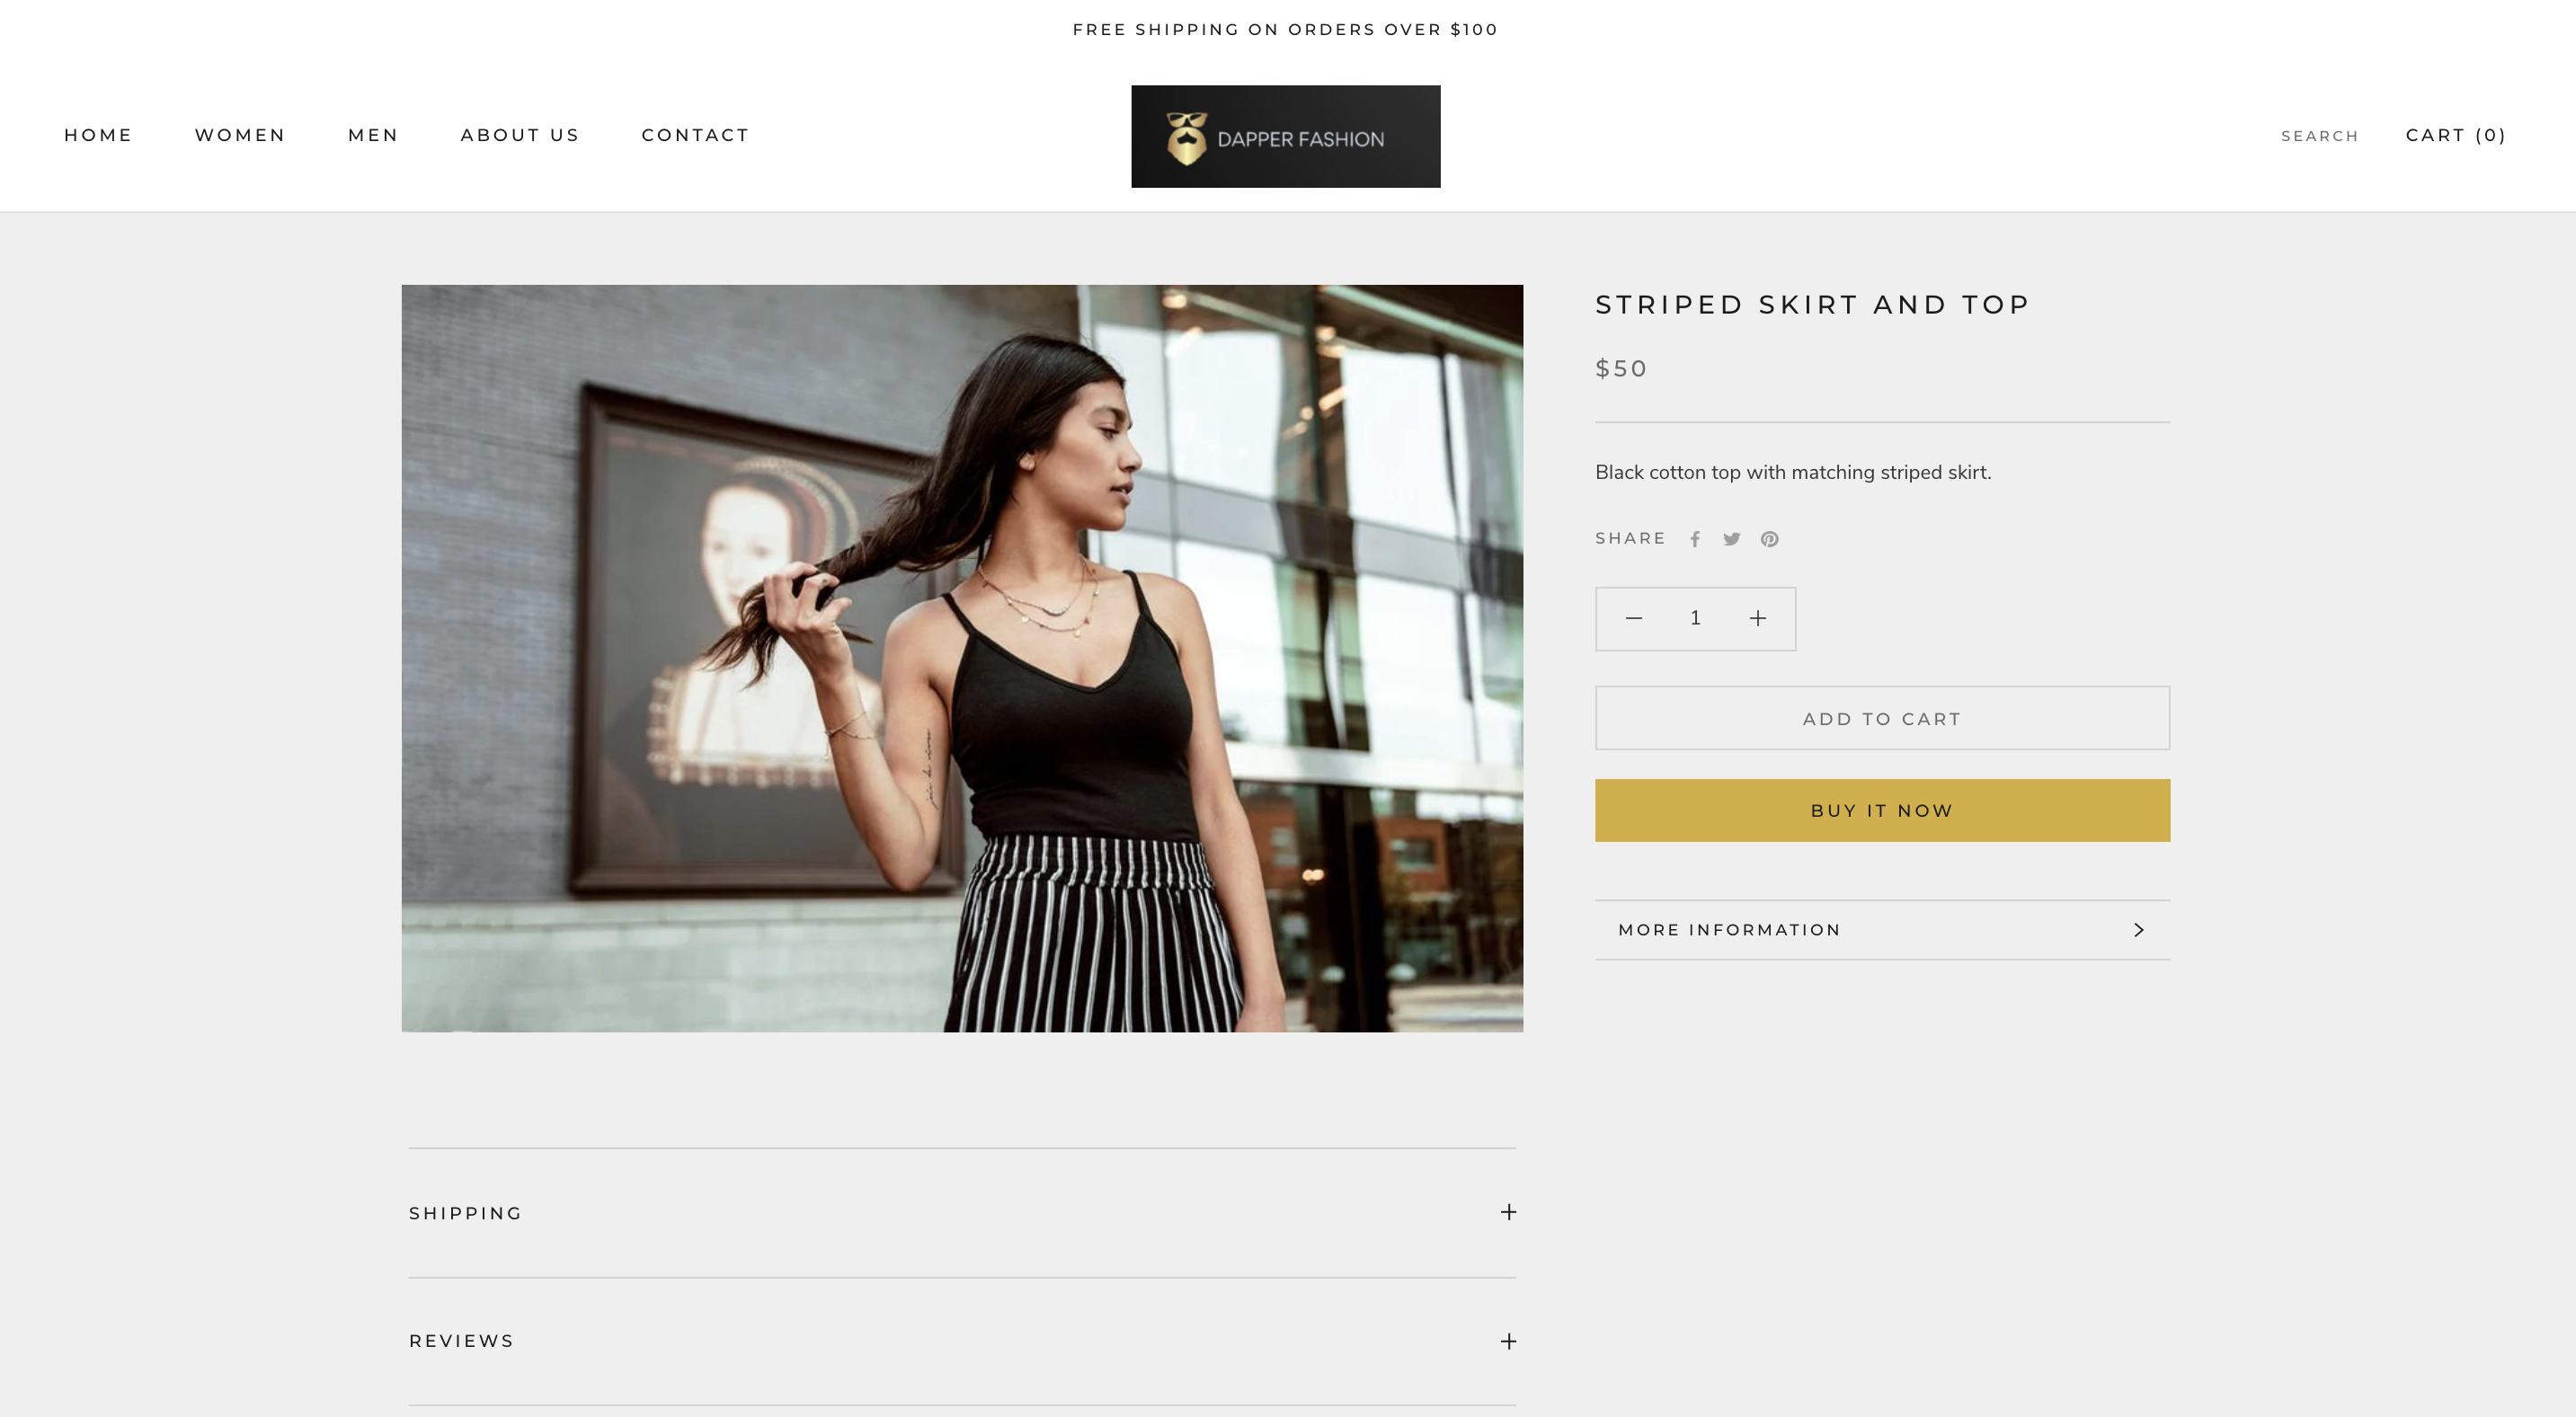 FREE SHIPPING ON ORDERS OVER $100
HOME
WOMEN
MEN
ABOUT US
CONTACT
DAPPER FASHION
SEARCH
CART (0)
STRIPED SKIRT AND TOP
$50
Black cotton top with matching striped skirt.
SHARE
1
ADD TO CART
BUY IT NOW
MORE INFORMATION
SHIPPING
REVIEWS